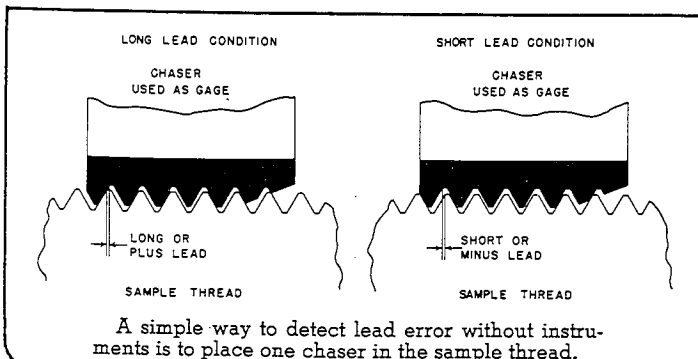 LONG LEAD CONDITION
CHASER
USED AS GAGE
LONG OR
PLUS LEAD
SAMPLE THREAD
SHORT LEAD CONDITION
CHASER
USED AS GAGE
SHORT OR
MINUS LEAD
SAMPLE THREAD
A simple way to detect lead error without instru-
ments is to place one chaser in the sample thread.